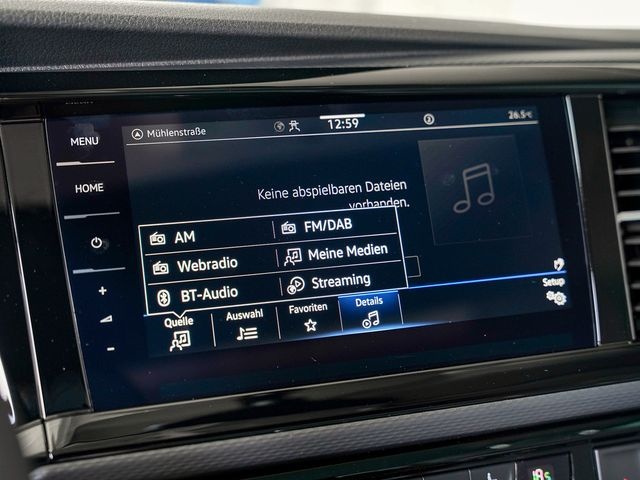 MENU
Mühlenstraße
12:59
26.5°C
HOME
Keine abspielbaren Dateien
vorhanden.
AM
FM/DAB
Webradio
Meine Medien
BT-Audio
Streaming
+
-
Quelle
Auswahl
Favoriten
Details
Setup